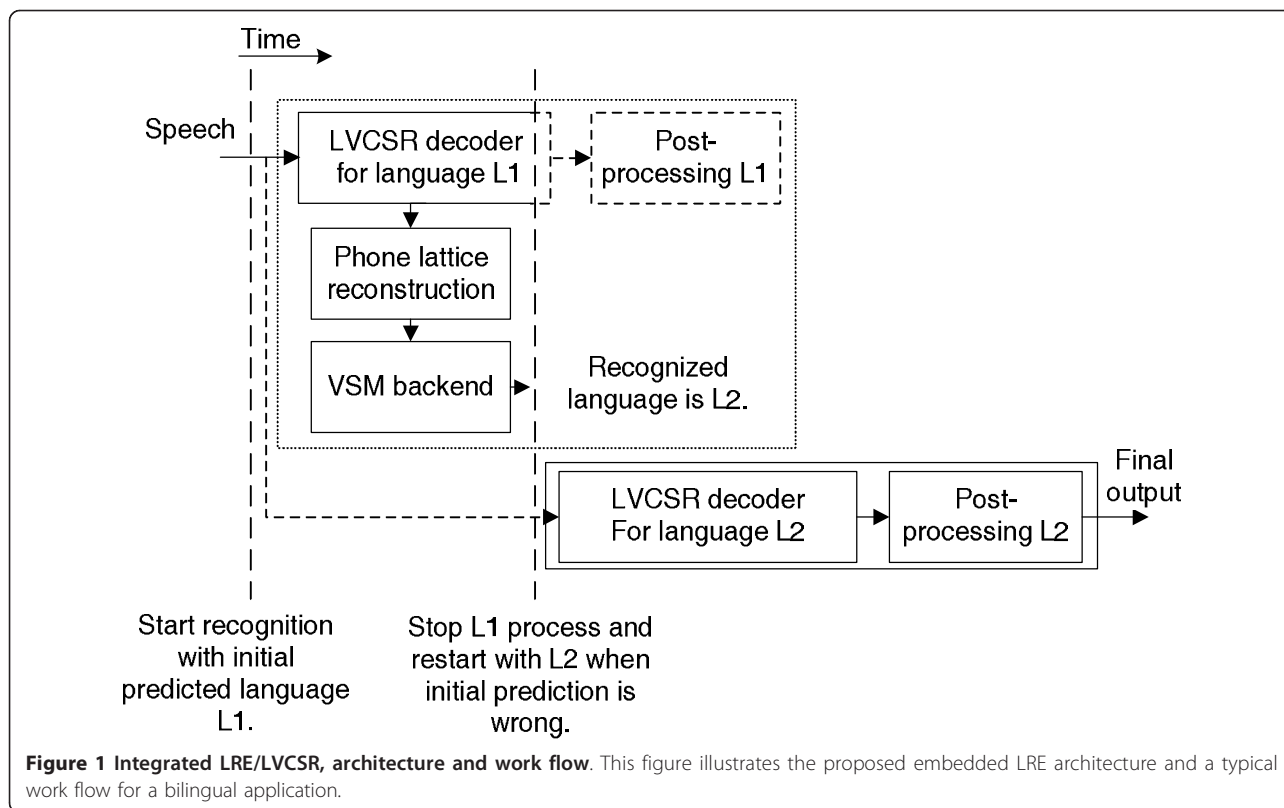 Time
Speech
LVCSR decoder
for language L1
Post-
processing L1
Phone lattice
reconstruction
VSM backend
Recognized
language is L2.
LVCSR decoder
For language L2
Post-
processing L2
Final
output
Start recognition
with initial
predicted language
L1.
Stop L1 process and
restart with L2 when
initial prediction is
wrong.
Figure 1 Integrated LRE/LVCSR, architecture and work flow. This figure illustrates the proposed embedded LRE architecture and a typical
work flow for a bilingual application.